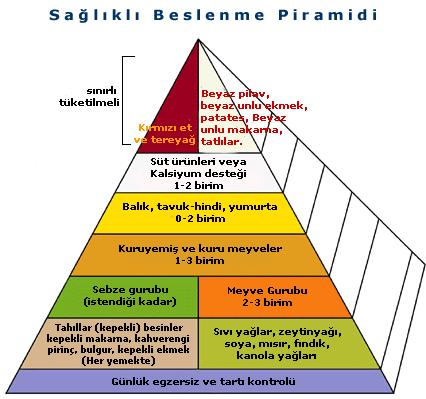 Sağlıklı Beslenme Piramidi
sınırlı
tüketilmeli
Kırmızı et
ve tereyağ
Beyaz pilav,
beyaz unlu ekmek,
patates, Beyaz
unlu makarna,
tatlılar.
Süt ürünleri veya
Kalsiyum desteği
1-2 birim
Balık, tavuk-hindi, yumurta
0-2 birim
Kuruyemiş ve kuru meyveler
1-3 birim
Sebze gurubu
(istendiği kadar)
Meyve Gurubu
2-3 birim
Tahıllar (kepekli) besinler
kepekli makarna, kahverengi
pirinç, bulgur, kepekli ekmek
(Her yemekte)
Sıvı yağlar, zeytinyağı,
soya, mısır, fındık,
kanola yağları
Günlük egzersiz ve tartı kontrolü